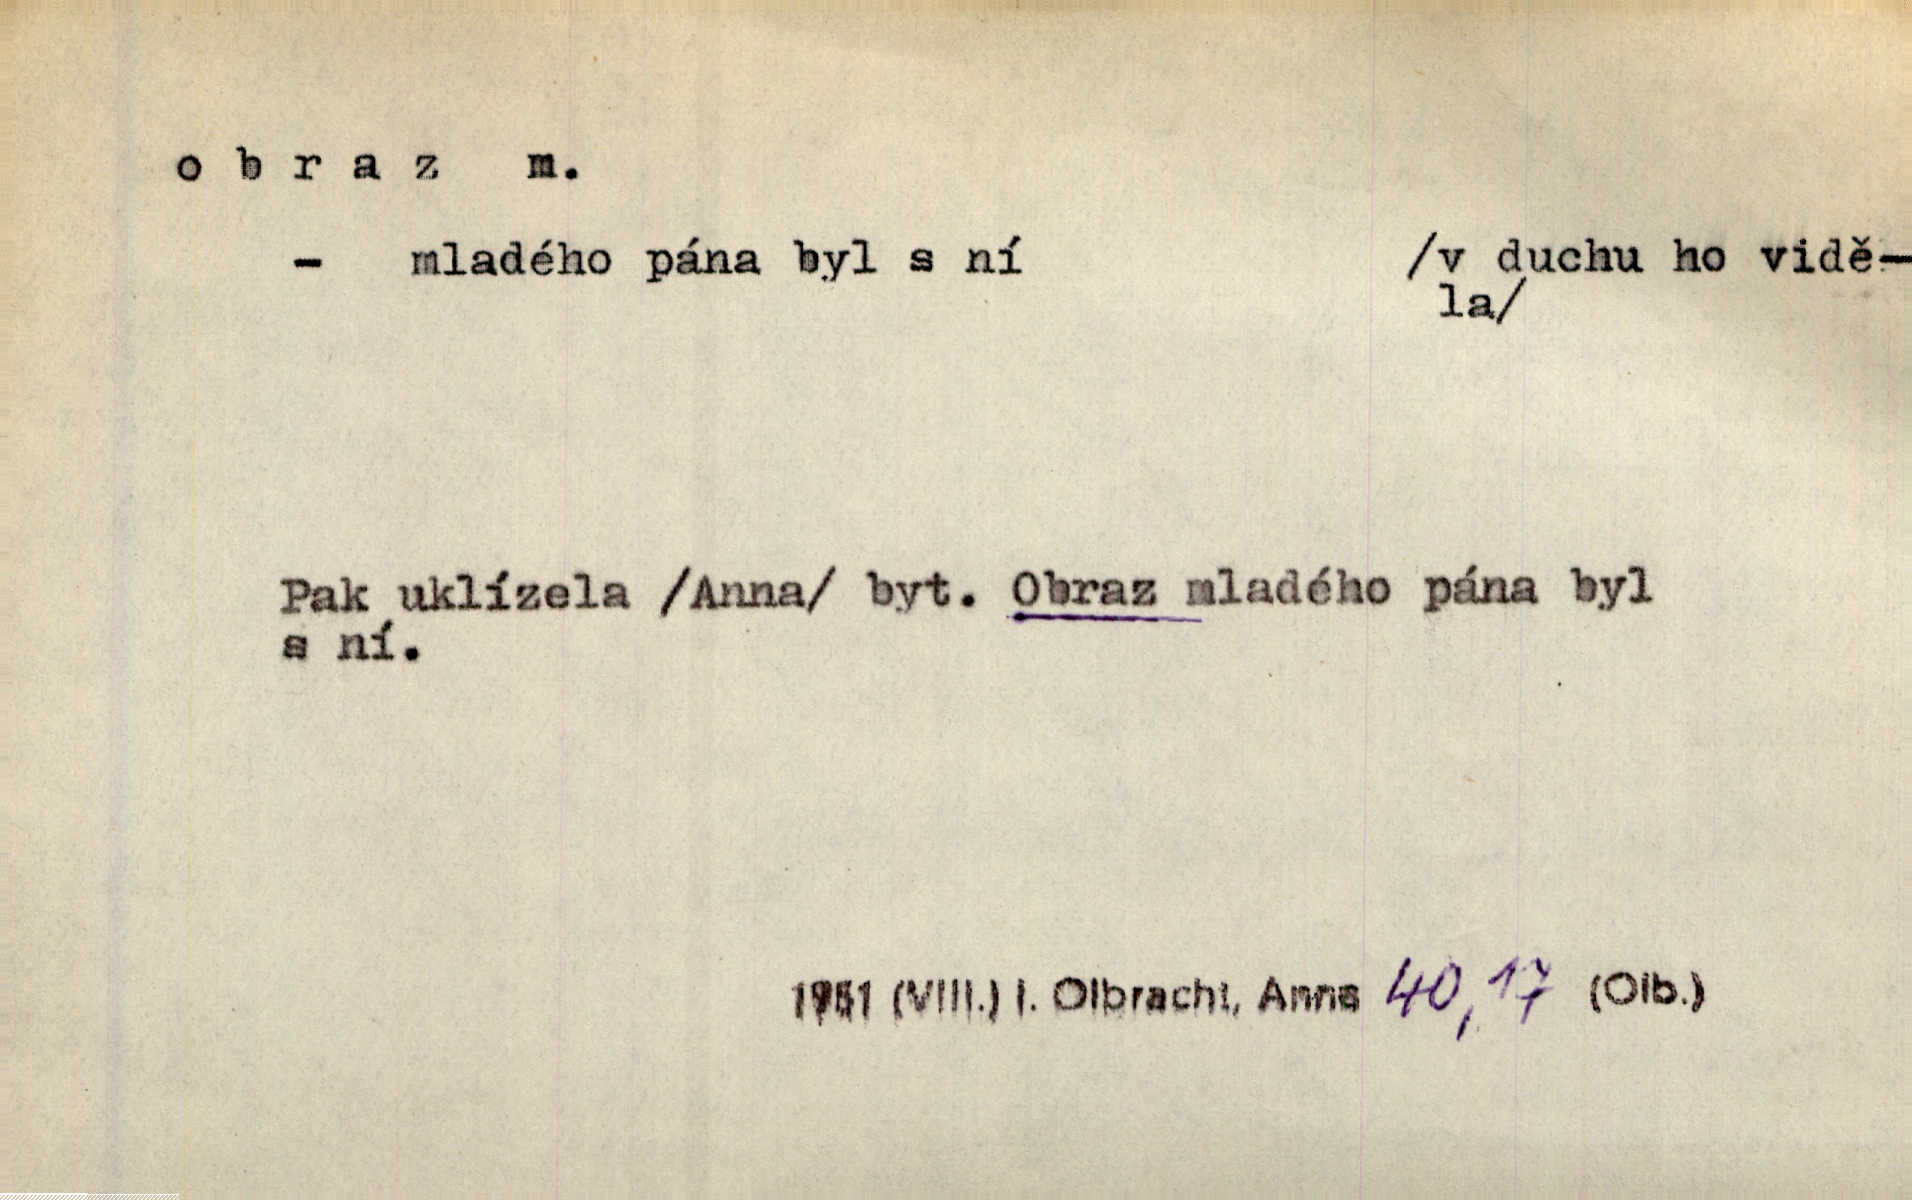 o b r a z m.
- mladého pána byl s ní /v duchu ho vidě-
la/
Pak uklízela /Anna/ byt. Obraz mladého pána byl
s ní.
1951 (VIII.) I. Olbracht, Anna 40,17 (Olb.)